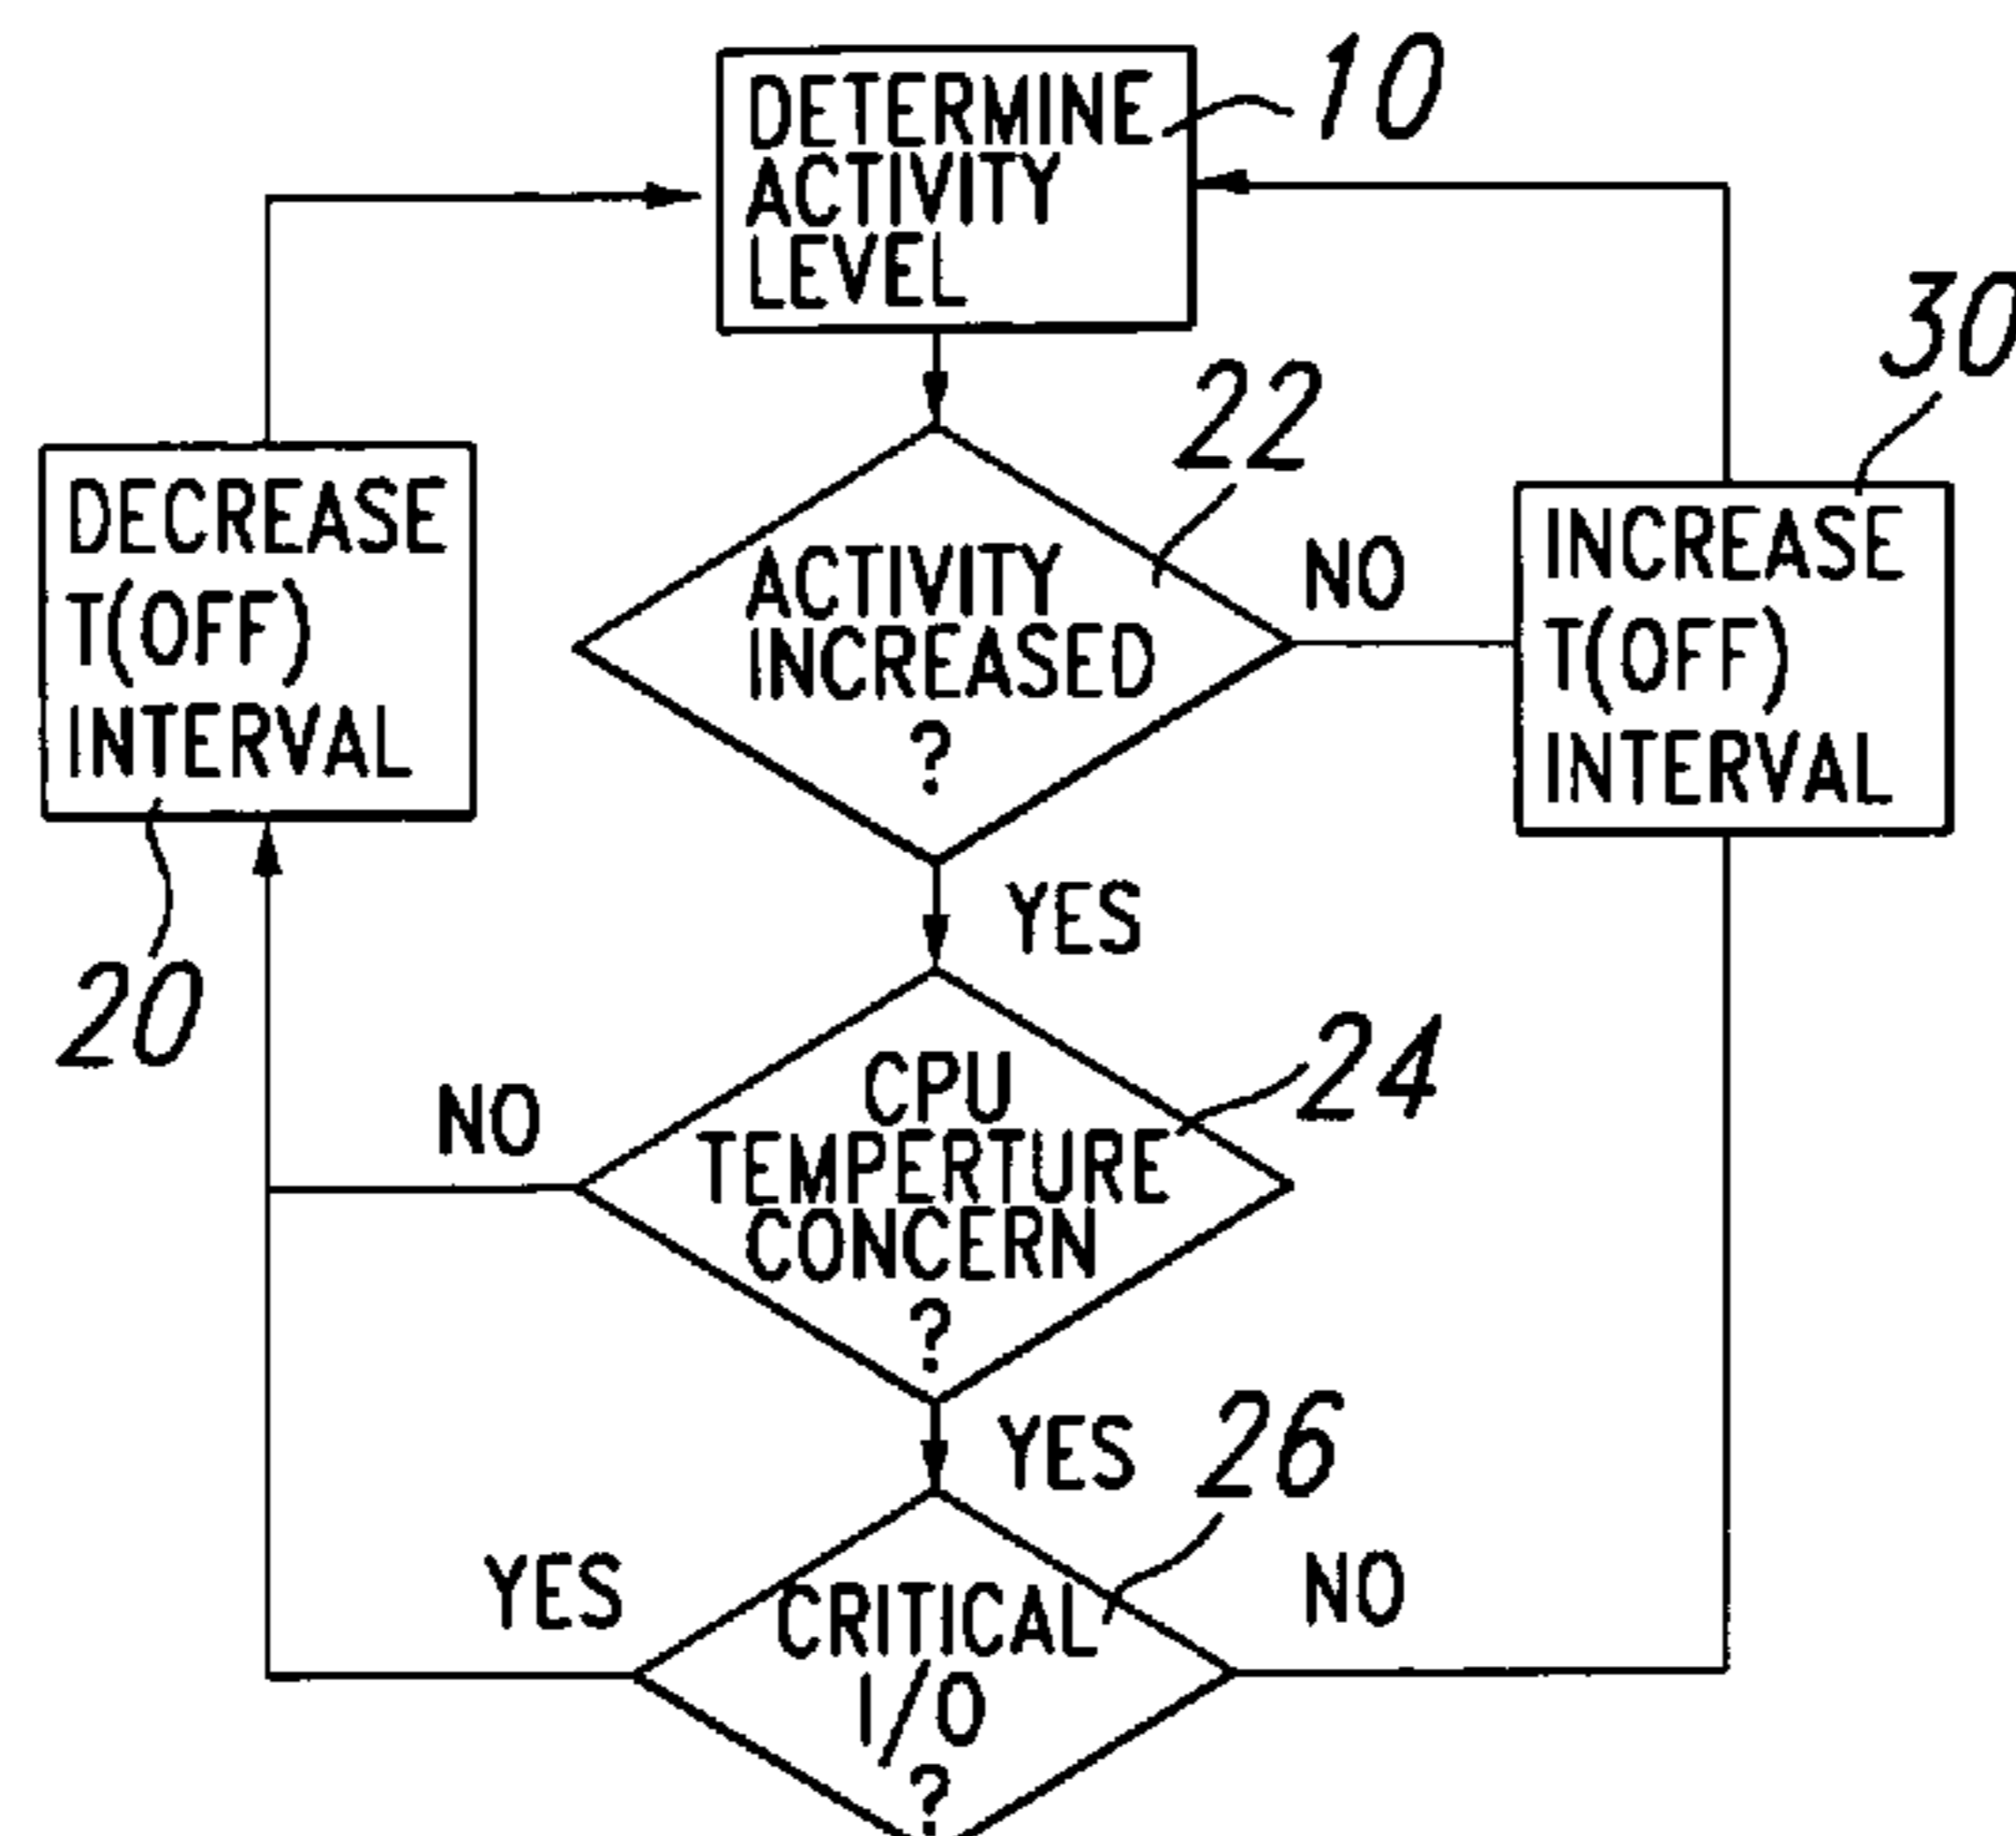 DETERMINE
ACTIVITY
LEVEL
10
DECREASE
T(OFF)
INTERVAL
20
ACTIVITY
INCREASED
?
22
NO
INCREASE
T(OFF)
INTERVAL
30
YES
CPU
TEMPERTURE
CONCERN
?
24
NO
YES
CRITICAL
I/O
?
26
YES
NO